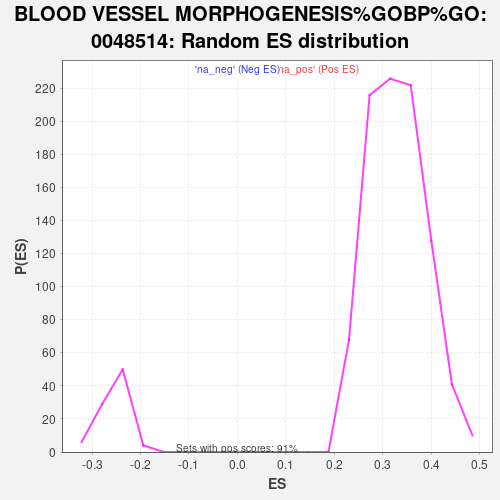 BLOOD VESSEL MORPHOGENESIS%GOBP%GO:
0048514: Random ES distribution
'na_neg' (Neg ES)
na_pos' (Pos ES)
220
200
180
160
140
120
100
80
60
40
20
0
P(ES)
Sets with pos scores: 91%
-0.3 -0.2 -0.1 0.0 0.1 0.2 0.3 0.4 0.5
ES